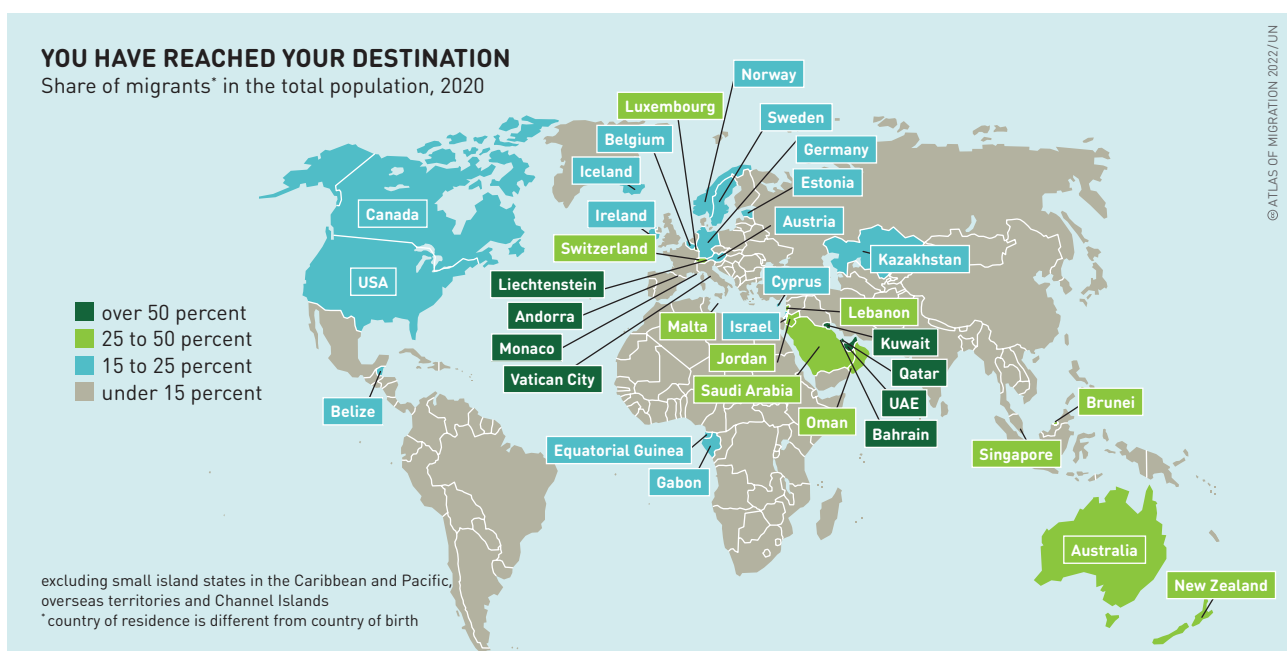 YOU HAVE REACHED YOUR DESTINATION
Share of migrants* in the total population, 2020
© ATLAS OF MIGRATION 2022/UN
Norway
Luxembourg
Sweden
Belgium
Germany
Iceland
Estonia
Ireland
Austria
Canada
Switzerland
Kazakhstan
USA
Cyprus
Liechtenstein
Lebanon
Andorra
Malta
Israel
Kuwait
Monaco
Jordan
Qatar
Vatican City
Saudi Arabia
UAE
Brunei
Belize
Oman
Bahrain
Equatorial Guinea
Singapore
Gabon
Australia
New Zealand
over 50 percent
25 to 50 percent
15 to 25 percent
under 15 percent
excluding small island states in the Caribbean and Pacific,
overseas territories and Channel Islands
* country of residence is different from country of birth